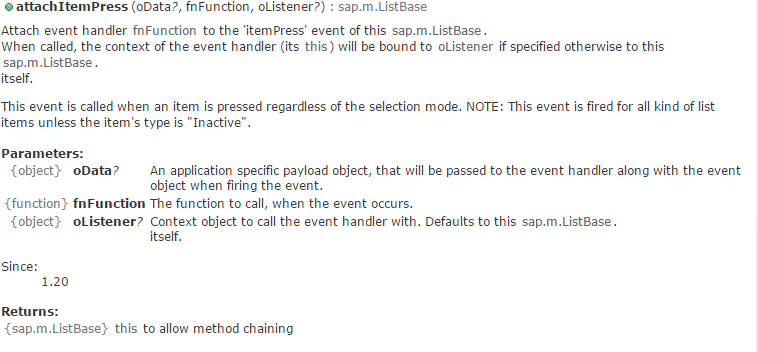 attachItemPress (oData?, fnFunction, oListener?) : sap.m.ListBase
Attach event handler fnFunction to the 'itemPress' event of this sap.m.ListBase.
When called, the context of the event handler (its this) will be bound to oListener if specified otherwise to this
sap.m.ListBase.
itself.
This event is called when an item is pressed regardless of the selection mode. NOTE: This event is fired for all kind of list
items unless the item's type is "Inactive".
Parameters:
{object} oData? An application specific payload object, that will be passed to the event handler along with the event
object when firing the event.
{function} fnFunction The function to call, when the event occurs.
{object} oListener? Context object to call the event handler with. Defaults to this sap.m.ListBase.
itself.
Since:
1.20
Returns:
{sap.m.ListBase} this to allow method chaining